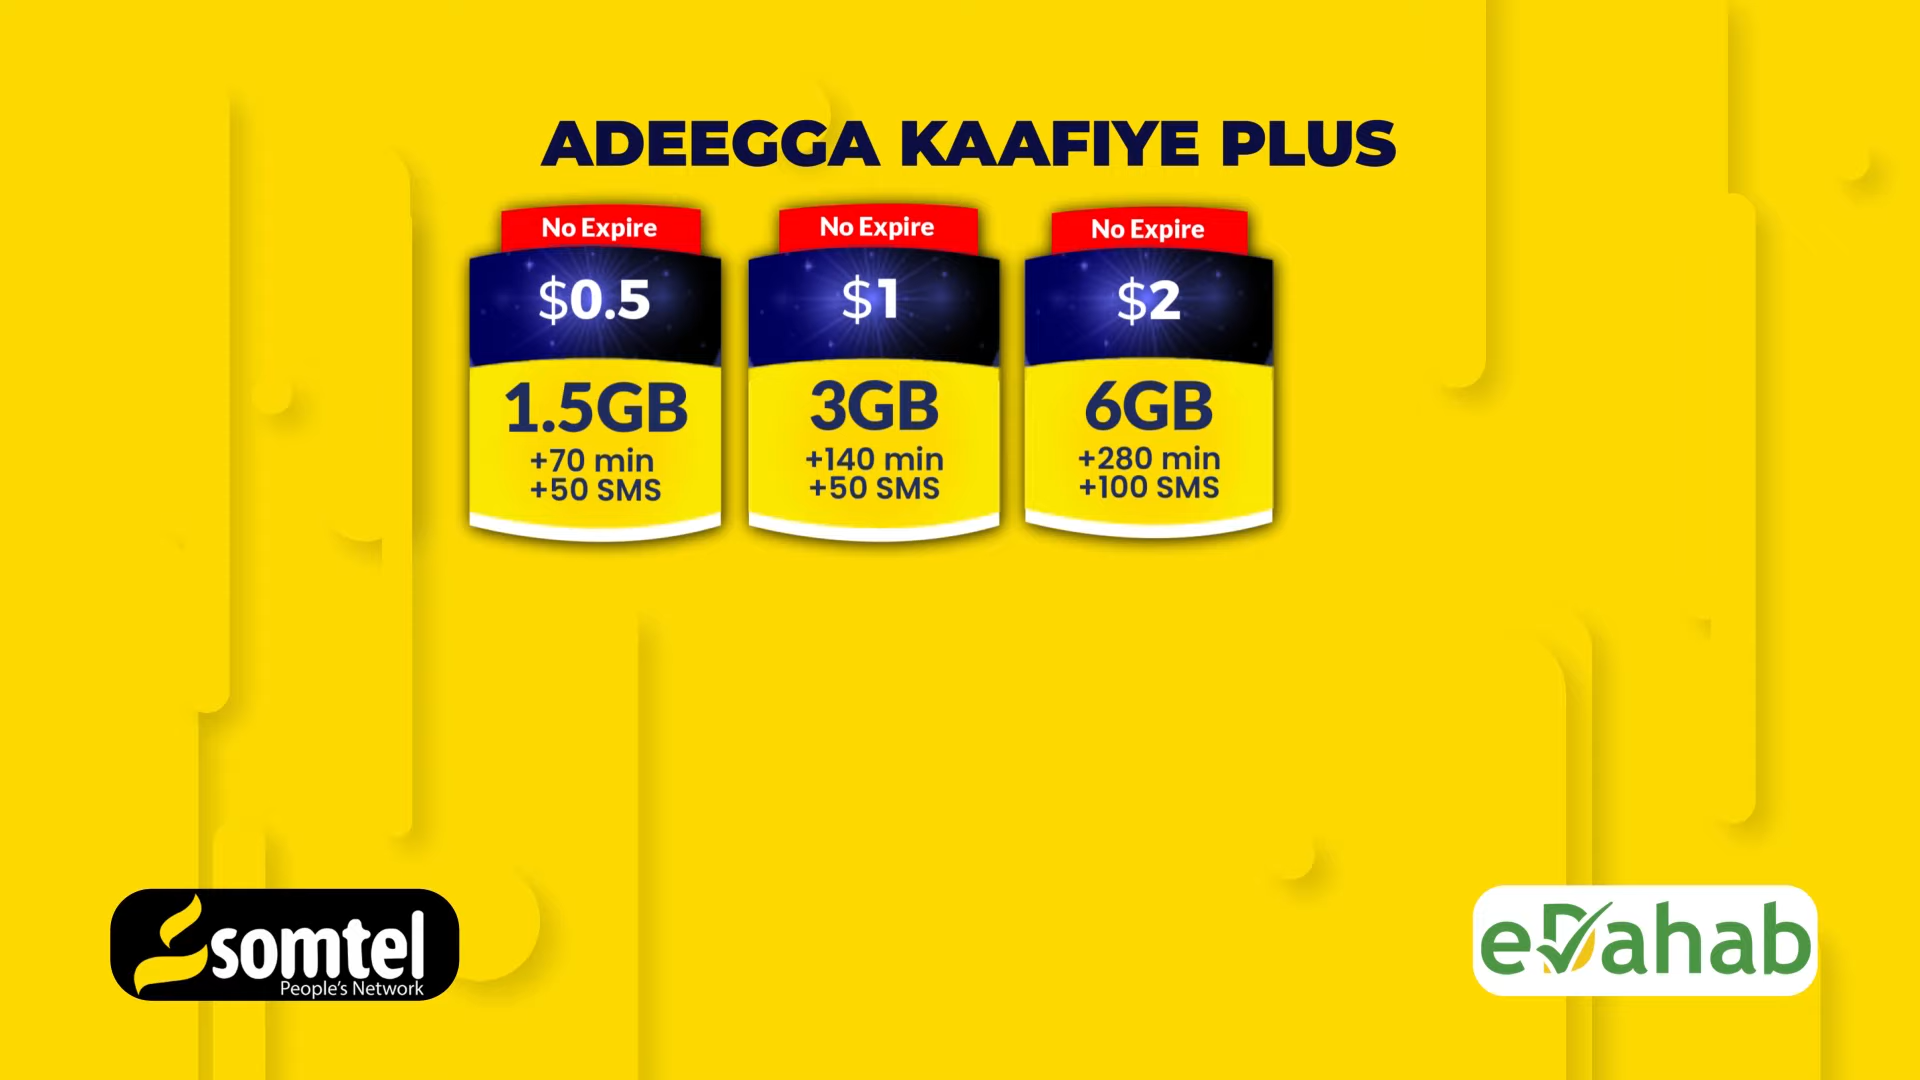 ADEEGGA KAAFIYE PLUS
No Expire
$0.5
1.5GB
+70 min
+50 SMS
No Expire
$1
3GB
+140 min
+50 SMS
No Expire
$2
6GB
+280 min
+100 SMS
somtel
People's Network
eDahab